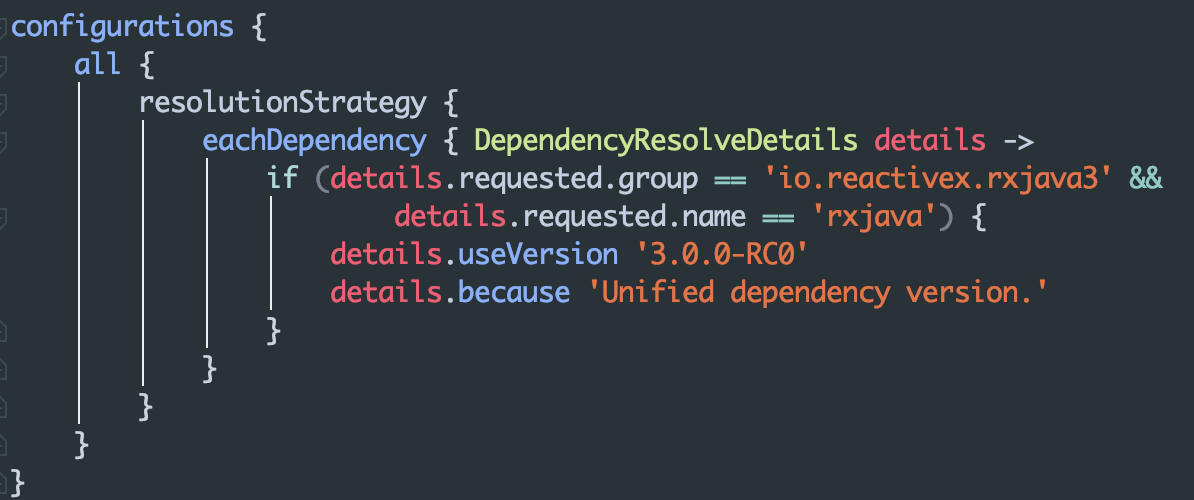 configurations {
    all {
        resolutionStrategy {
            eachDependency { DependencyResolveDetails details ->
                if (details.requested.group == 'io.reactivex.rxjava3' &&
                        details.requested.name == 'rxjava') {
                    details.useVersion '3.0.0-RC0'
                    details.because 'Unified dependency version.'
                }
            }
        }
    }
}